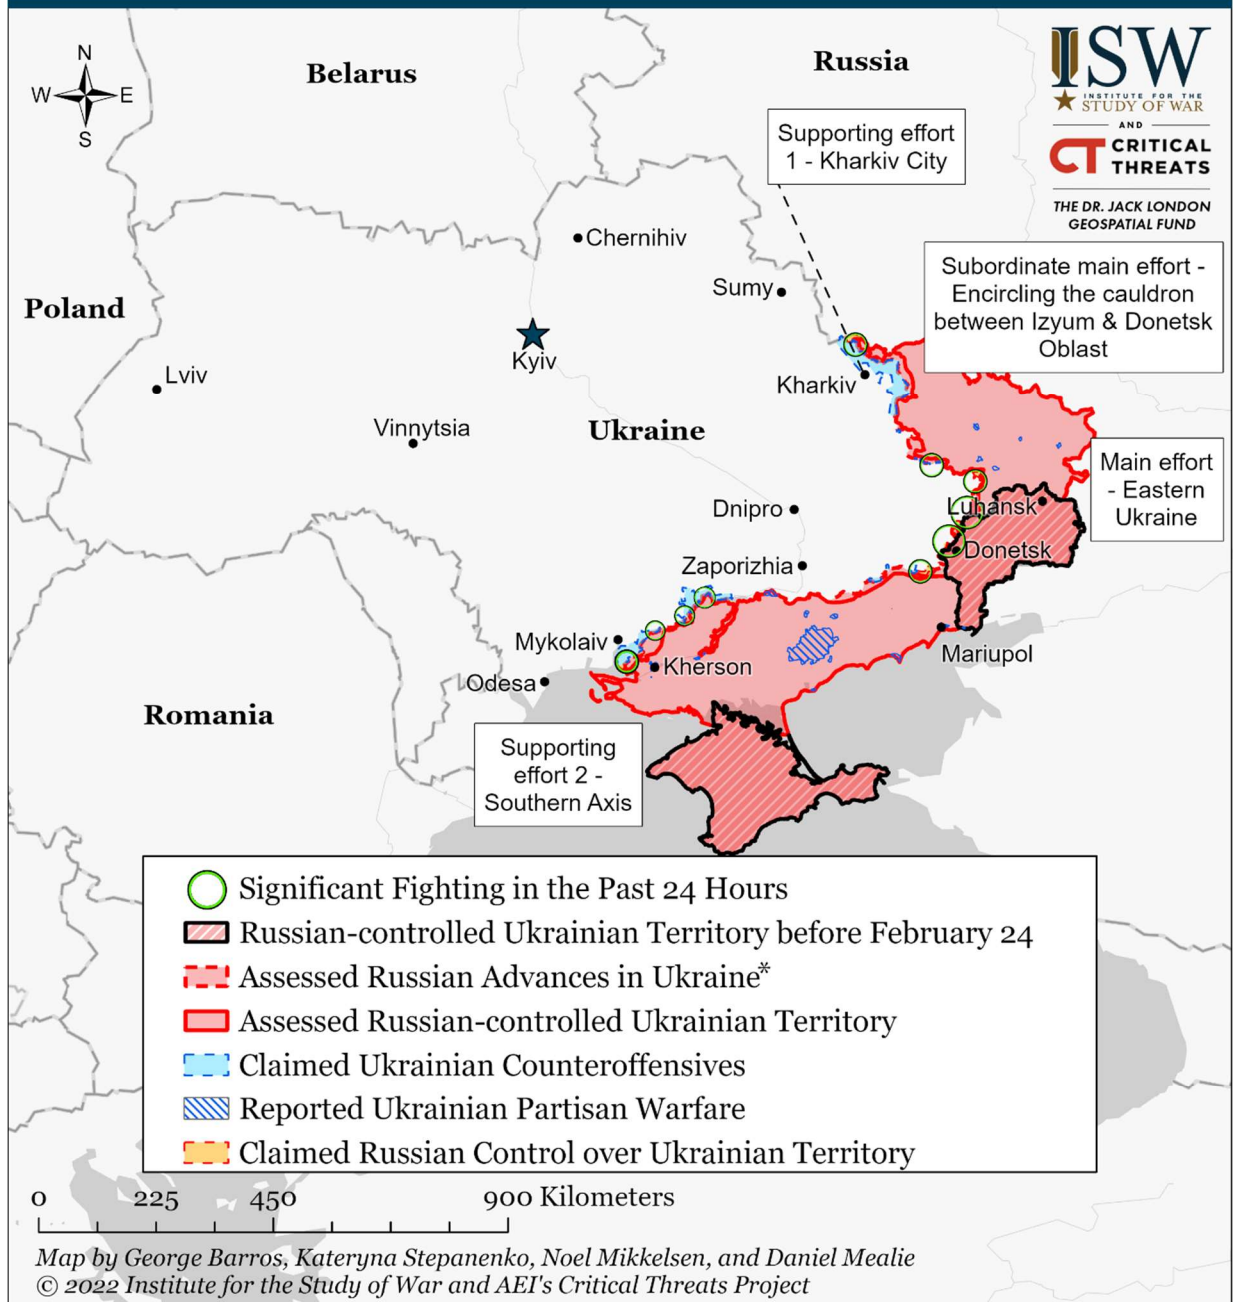 N
W
E
S
Belarus
Russia
ISW
INSTITUTE FOR THE
STUDY OF WAR
AND
CT CRITICAL
THREATS
THE DR. JACK LONDON
GEOSPATIAL FUND
Supporting effort
1 - Kharkiv City
Chernihiv
Sumy
Subordinate main effort -
Encircling the cauldron
between Izyum & Donetsk
Oblast
Poland
Kyiv
Lviv
Kharkiv
Vinnytsia
Ukraine
Main effort
- Eastern
Ukraine
Dnipro
Luhansk
Donetsk
Zaporizhia
Mykolaiv
Mariupol
Kherson
Odesa
Romania
Supporting
effort 2 -
Southern Axis
Significant Fighting in the Past 24 Hours
Russian-controlled Ukrainian Territory before February 24
Assessed Russian Advances in Ukraine*
Assessed Russian-controlled Ukrainian Territory
Claimed Ukrainian Counteroffensives
Reported Ukrainian Partisan Warfare
Claimed Russian Control over Ukrainian Territory
0 225 450 900 Kilometers
Map by George Barros, Kateryna Stepanenko, Noel Mikkelsen, and Daniel Mealie
© 2022 Institute for the Study of War and AEI's Critical Threats Project